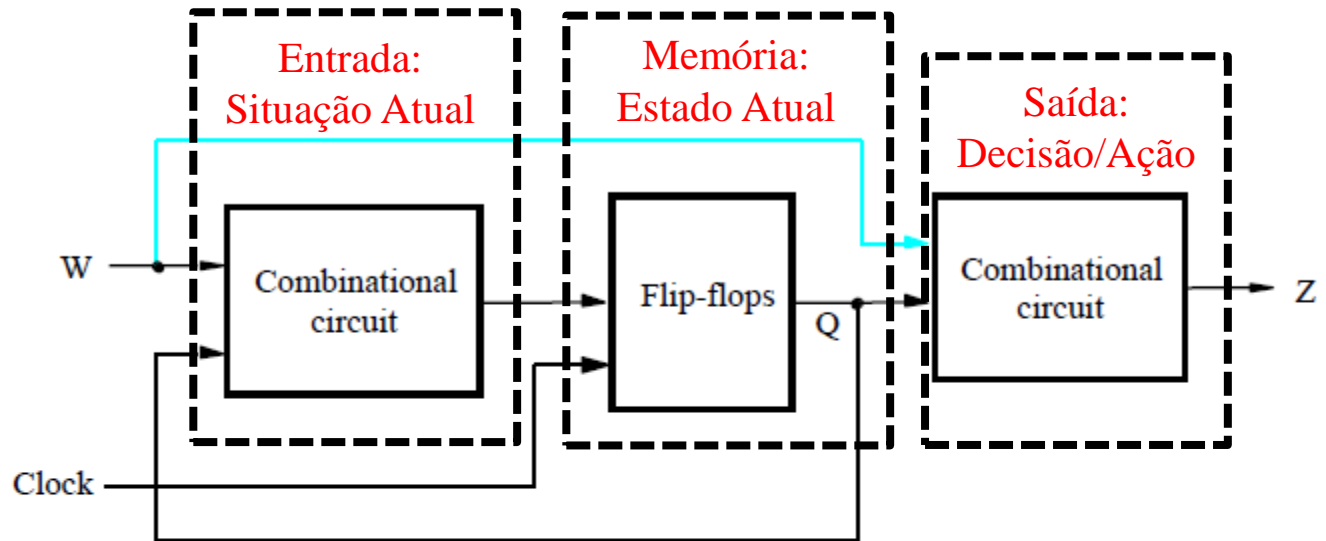 Entrada:
Situação Atual
Memória:
Estado Atual
Saída:
Decisão/Ação
W
Combinational
circuit
Flip-flops
Q
Combinational
circuit
Z
Clock